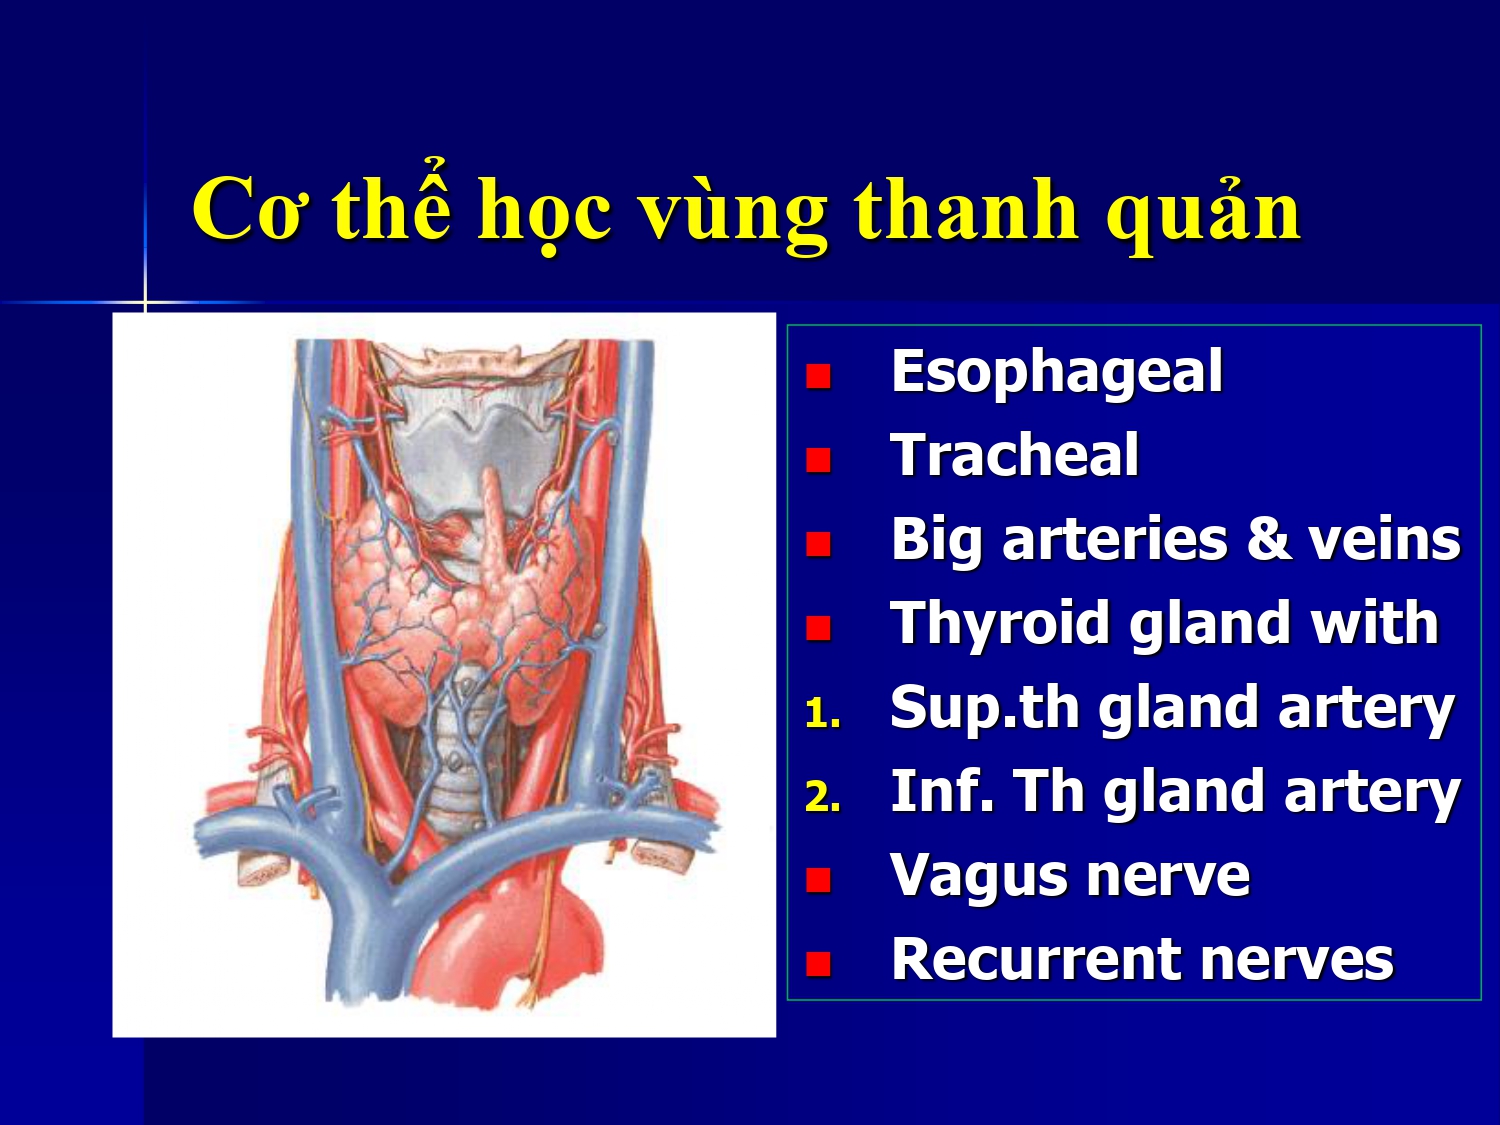 Cơ thể học vùng thanh quản
Esophageal
Tracheal
Big arteries & veins
Thyroid gland with
1. Sup.th gland artery
2. Inf. Th gland artery
Vagus nerve
Recurrent nerves